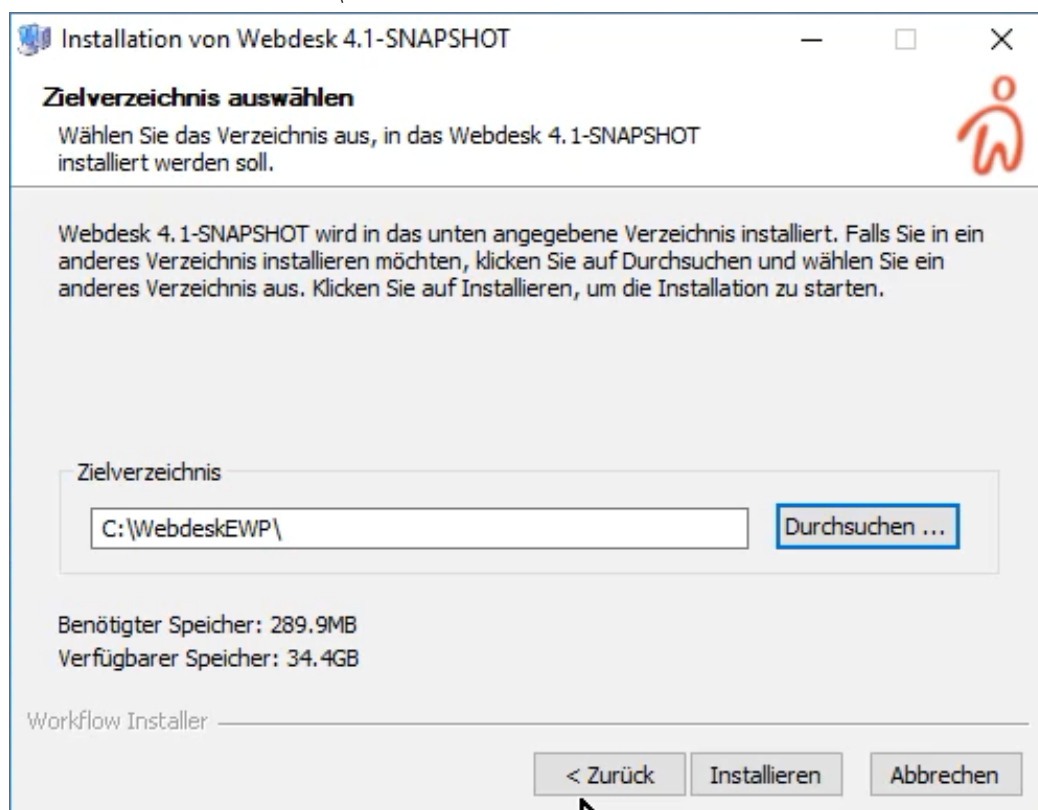 Installation von Webdesk 4.1-SNAPSHOT
Zielverzeichnis auswählen
Wählen Sie das Verzeichnis aus, in das Webdesk 4.1-SNAPSHOT
installiert werden soll.
Webdesk 4.1-SNAPSHOT wird in das unten angegebene Verzeichnis installiert. Falls Sie in ein
anderes Verzeichnis installieren möchten, klicken Sie auf Durchsuchen und wählen Sie ein
anderes Verzeichnis aus. Klicken Sie auf Installieren, um die Installation zu starten.
Zielverzeichnis
C:\WebdeskEWP\
Durchsuchen ...
Benötigter Speicher: 289.9MB
Verfügbarer Speicher: 34.4GB
Workflow Installer
< Zurück
Installieren
Abbrechen